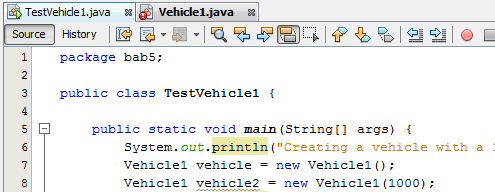 TestVehicle1.java Vehicle1.java
Source History
1 package bab5;
2
3 public class TestVehicle1 {
4
5 public static void main(String[] args) {
6 System.out.println("Creating a vehicle with a
7 Vehicle1 vehicle = new Vehicle1();
8 Vehicle1 vehicle2 = new Vehicle1(1000);